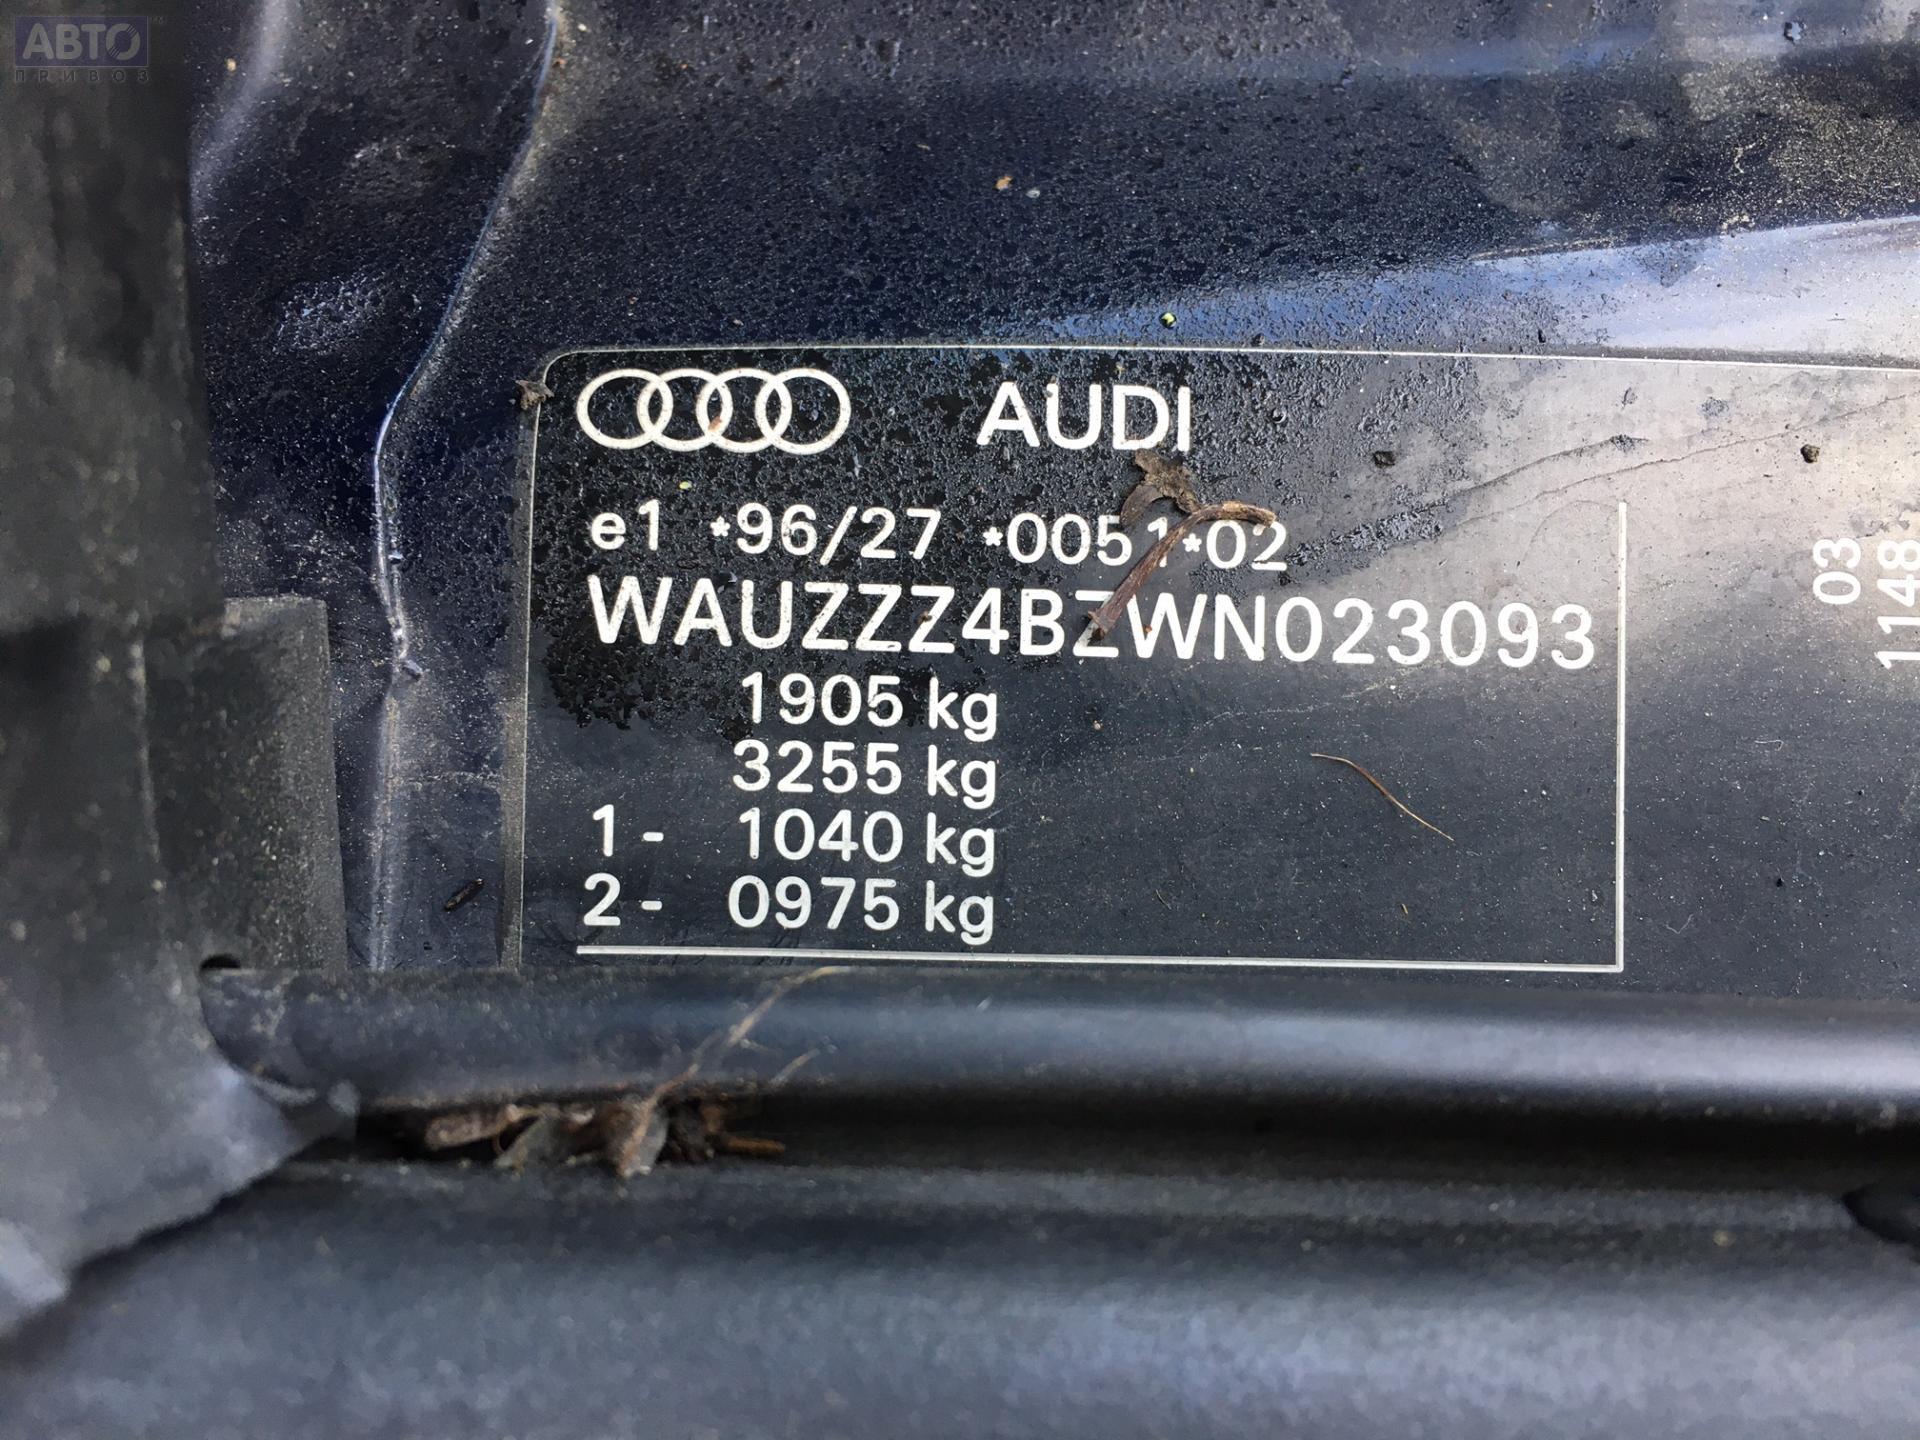 АВТО
ПРИВОЗ
AUDI
e1 *96/27 *0051*02
WAUZZZ4BZWN023093
1905 kg
3255 kg
1- 1040 kg
2- 0975 kg
03
1148